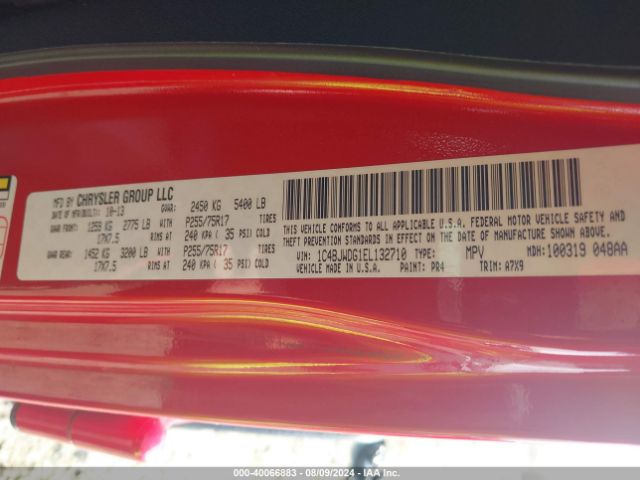 MFD BY CHRYSLER GROUP LLC
DATE OF MFR/BUILT: 10-13 GVWR: 2450 KG 5400 LB
GAWR FRONT: 1259 KG 2775 LB WITH P255/75R17 TIRES
17X7.5 RIMS AT 240 KPA ( 35 PSI) COLD
GAWR REAR: 1452 KG 3200 LB WITH P255/75R17 TIRES
17X7.5 RIMS AT 240 KPA ( 35 PSI) COLD
THIS VEHICLE CONFORMS TO ALL APPLICABLE U.S.A. FEDERAL MOTOR VEHICLE SAFETY AND
THEFT PREVENTION STANDARDS IN EFFECT ON THE DATE OF MANUFACTURE SHOWN ABOVE.
VIN: 1C4BJWDG1EL132710 TYPE: MPV MDH: 100319 048AA
VEHICLE MADE IN U.S.A. PAINT: PR4 TRIM: A7X9
000-40066883 - 08/09/2024 - IAAI.COM